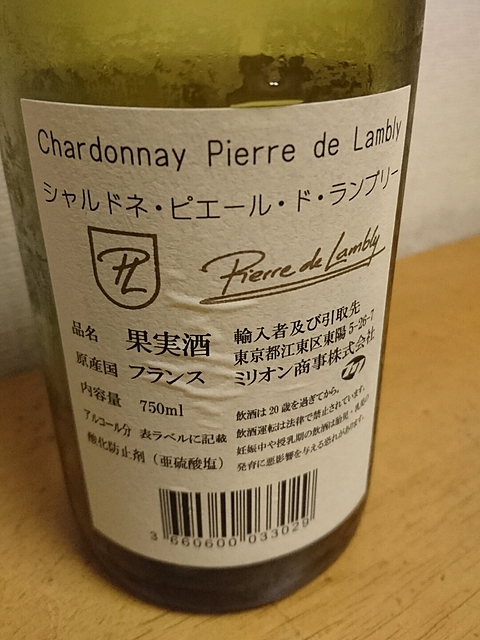 Chardonnay Pierre de Lambly
シャルドネ・ピエール・ド・ランブリー
PL
Pierre de Lambly
品名 果実酒
原産国 フランス
内容量 750ml
アルコール分 表ラベルに記載
酸化防止剤（亜硫酸塩）
輸入者及び引取先
東京都江東区東陽5-26-7
ミリオン商事株式会社
飲酒は20歳を過ぎてから。
飲酒運転は法律で禁止されています。
妊娠中や授乳期の飲酒は胎児・乳児の
発育に悪影響を与える恐れがあります。
3 660600 033029